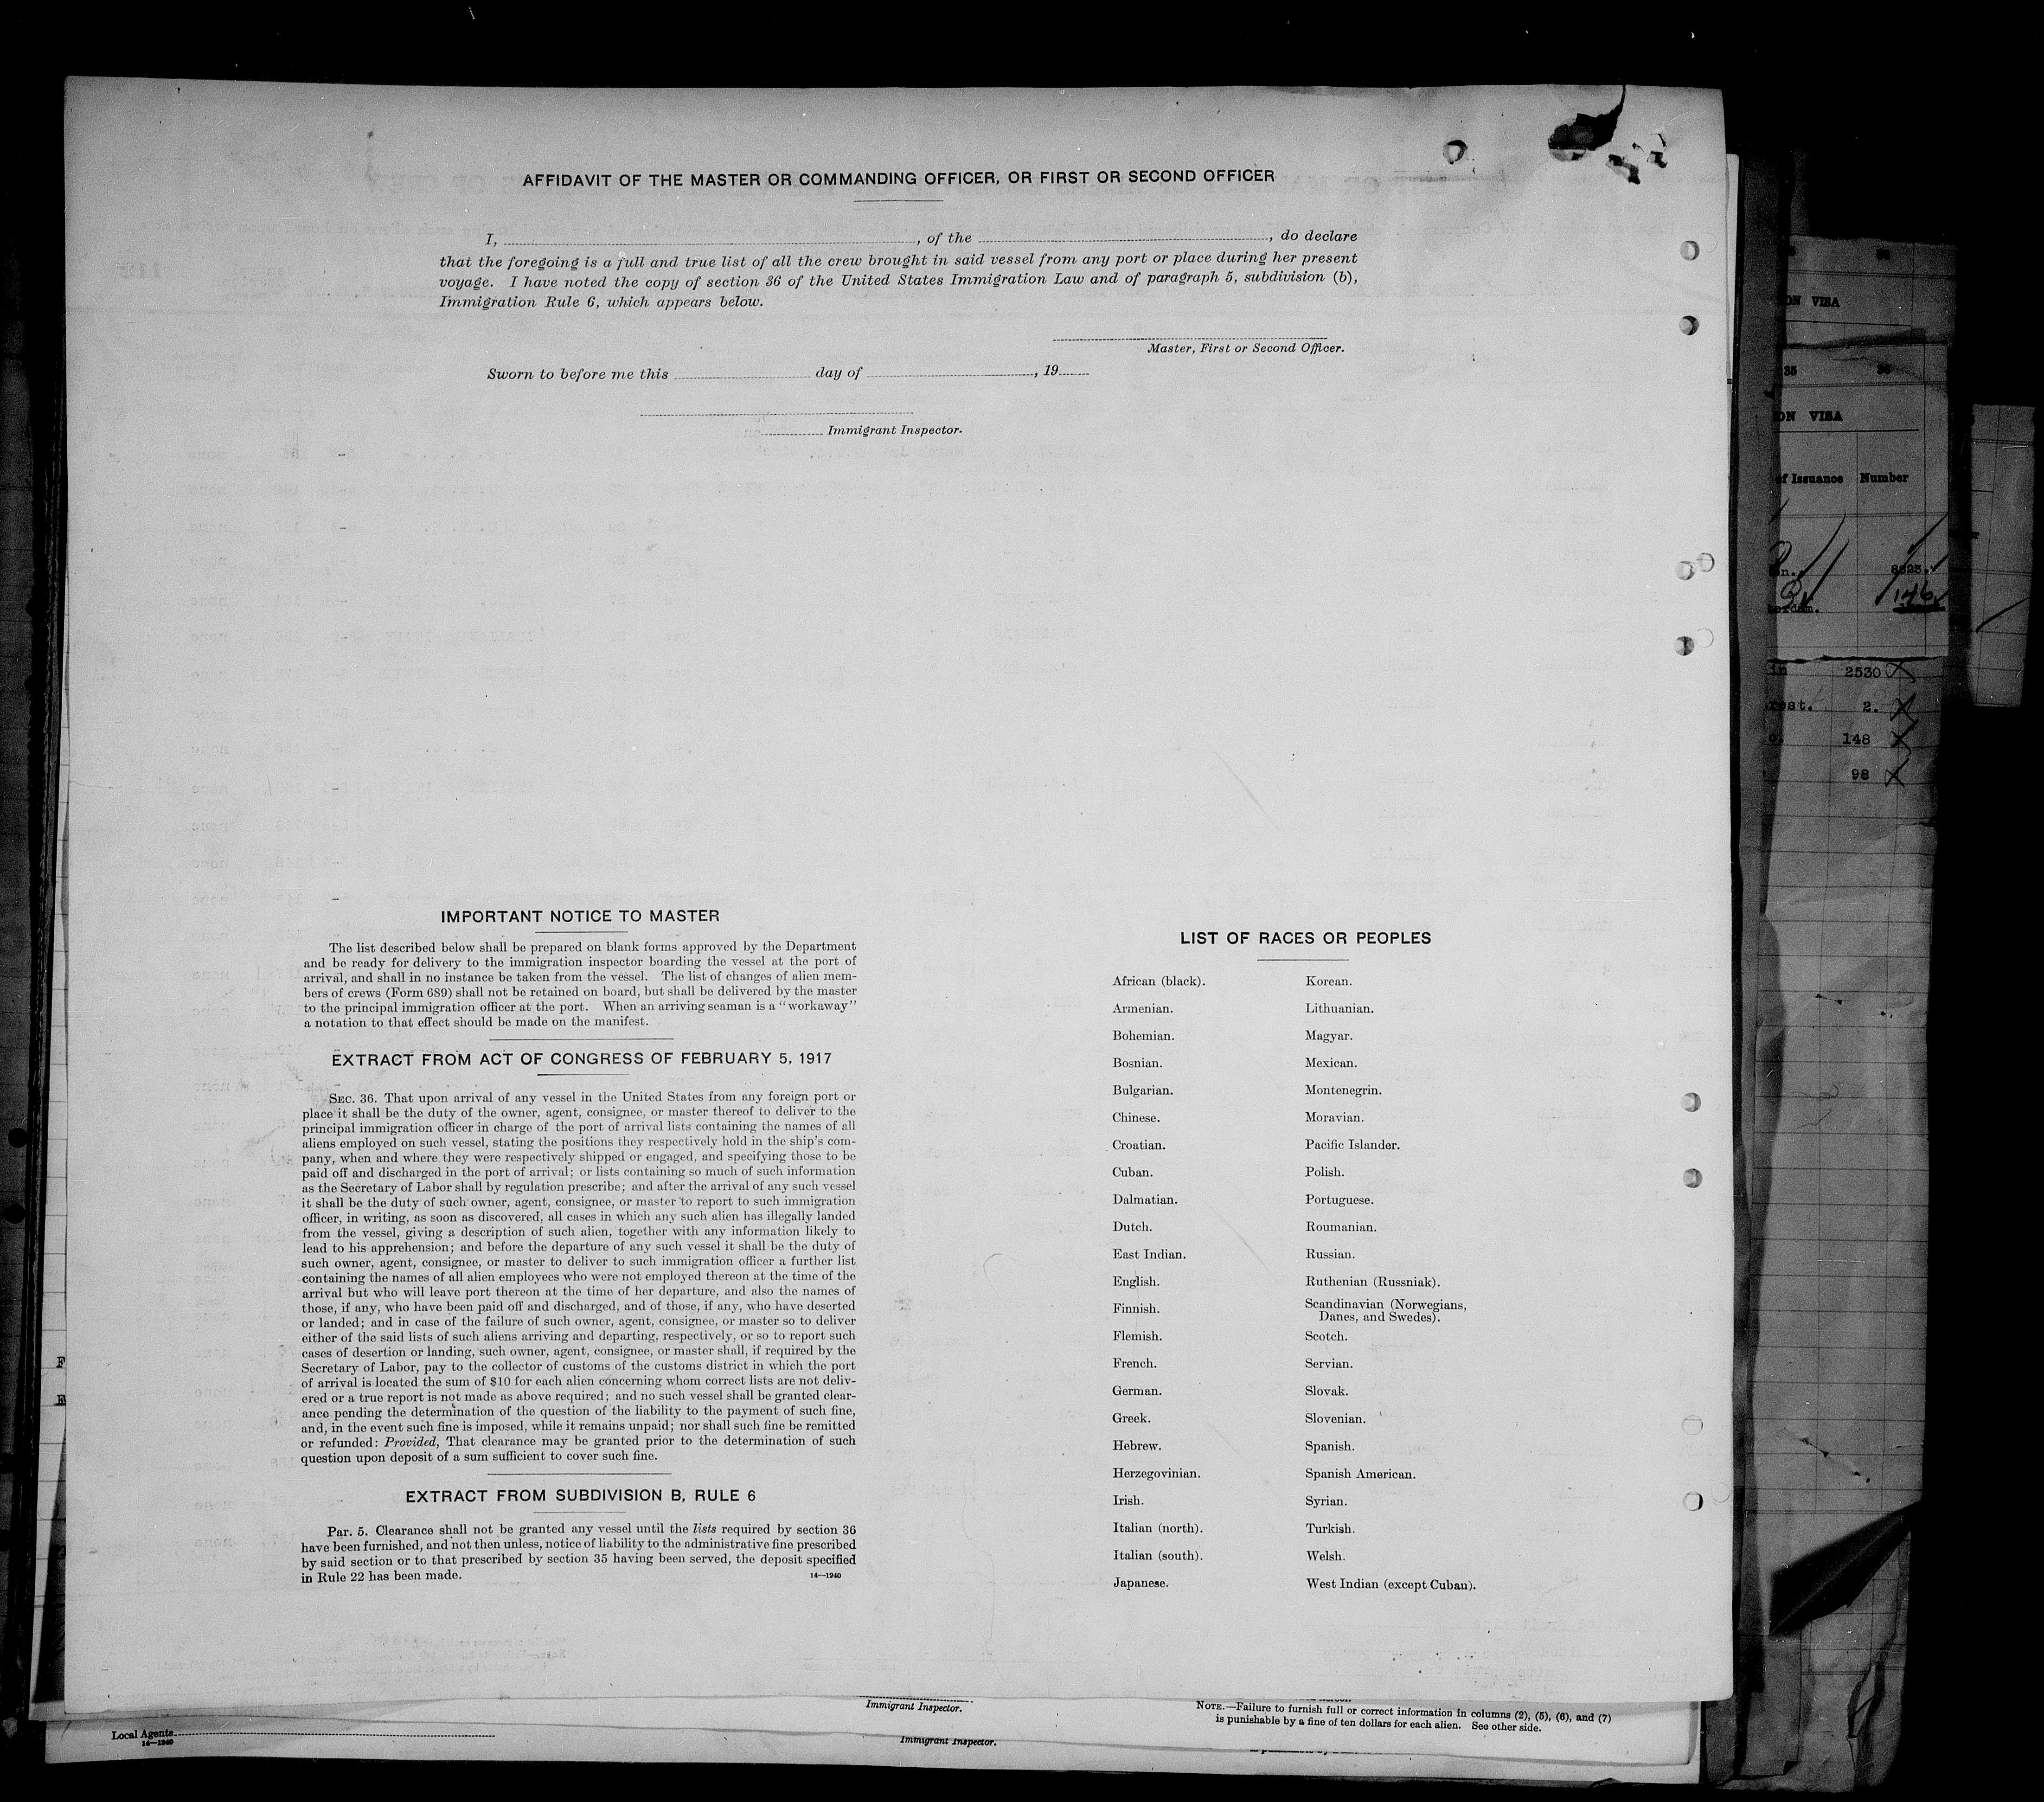 AFFIDAVIT OF THE MASTER OR COMMANDING OFFICER, OR FIRST OR SECOND OFFICER
I, , of the , do declare
that the foregoing is a full and true list of all the crew brought in said vessel from any port or place during her present
voyage. I have noted the copy of section 36 of the United States Immigration Law and of paragraph 5, subdivision (b),
Immigration Rule 6, which appears below.
Master, First or Second Officer.
Sworn to before me this day of , 19
Immigrant Inspector.
IMPORTANT NOTICE TO MASTER
The list described below shall be prepared on blank forms approved by the Department
and be ready for delivery to the immigration inspector boarding the vessel at the port of
arrival, and shall in no instance be taken from the vessel. The list of changes of alien mem-
bers of crews (Form 689) shall not be retained on board, but shall be delivered by the master
to the principal immigration officer at the port. When an arriving seaman is a "workaway"
a notation to that effect should be made on the manifest.
EXTRACT FROM ACT OF CONGRESS OF FEBRUARY 5, 1917
SEC. 36. That upon arrival of any vessel in the United States from any foreign port or
place it shall be the duty of the owner, agent, consignee, or master thereof to deliver to the
principal immigration officer in charge of the port of arrival lists containing the names of all
aliens employed on such vessel, stating the positions they respectively hold in the ship's com-
pany, when and where they were respectively shipped or engaged, and specifying those to be
paid off and discharged in the port of arrival; or lists containing so much of such information
as the Secretary of Labor shall by regulation prescribe; and after the arrival of any such vessel
it shall be the duty of such owner, agent, consignee, or master to report to such immigration
officer, in writing, as soon as discovered, all cases in which any such alien has illegally landed
from the vessel, giving a description of such alien, together with any information likely to
lead to his apprehension; and before the departure of any such vessel it shall be the duty of
such owner, agent, consignee, or master to deliver to such immigration officer a further list
containing the names of all alien employees who were not employed thereon at the time of the
arrival but who will leave port thereon at the time of her departure, and also the names of
those, if any, who have been paid off and discharged, and of those, if any, who have deserted
or landed; and in case of the failure of such owner, agent, consignee, or master so to deliver
either of the said lists of such aliens arriving and departing, respectively, or so to report such
cases of desertion or landing, such owner, agent, consignee, or master shall, if required by the
Secretary of Labor, pay to the collector of customs of the customs district in which the port
of arrival is located the sum of $10 for each alien concerning whom correct lists are not deliv-
ered or a true report is not made as above required; and no such vessel shall be granted clear-
ance pending the determination of the question of the liability to the payment of such fine,
and, in the event such fine is imposed, while it remains unpaid; nor shall such fine be remitted
or refunded: Provided, That clearance may be granted prior to the determination of such
question upon deposit of a sum sufficient to cover such fine.
EXTRACT FROM SUBDIVISION B, RULE 6
Par. 5. Clearance shall not be granted any vessel until the lists required by section 36
have been furnished, and not then unless, notice of liability to the administrative fine prescribed
by said section or to that prescribed by section 35 having been served, the deposit specified
in Rule 22 has been made.
14—1240
LIST OF RACES OR PEOPLES
African (black).
Armenian.
Bohemian.
Bosnian.
Bulgarian.
Chinese.
Croatian.
Cuban.
Dalmatian.
Dutch.
East Indian.
English.
Finnish.
Flemish.
French.
German.
Greek.
Hebrew.
Herzegovinian.
Irish.
Italian (north).
Italian (south).
Japanese.
Korean.
Lithuanian.
Magyar.
Mexican.
Montenegrin.
Moravian.
Pacific Islander.
Polish.
Portuguese.
Roumanian.
Russian.
Ruthenian (Russniak).
Scandinavian (Norwegians,
Danes, and Swedes).
Scotch.
Servian.
Slovak.
Slovenian.
Spanish.
Spanish American.
Syrian.
Turkish.
Welsh.
West Indian (except Cuban).
VISA
35 36
VISA
of Issuance Number
8823.
146
2530
2.
148
98
Immigrant Inspector.
NOTE.—Failure to furnish full or correct information in columns (2), (5), (6), and (7)
is punishable by a fine of ten dollars for each alien. See other side.
Local Agents
14—1240
Immigrant Inspector.